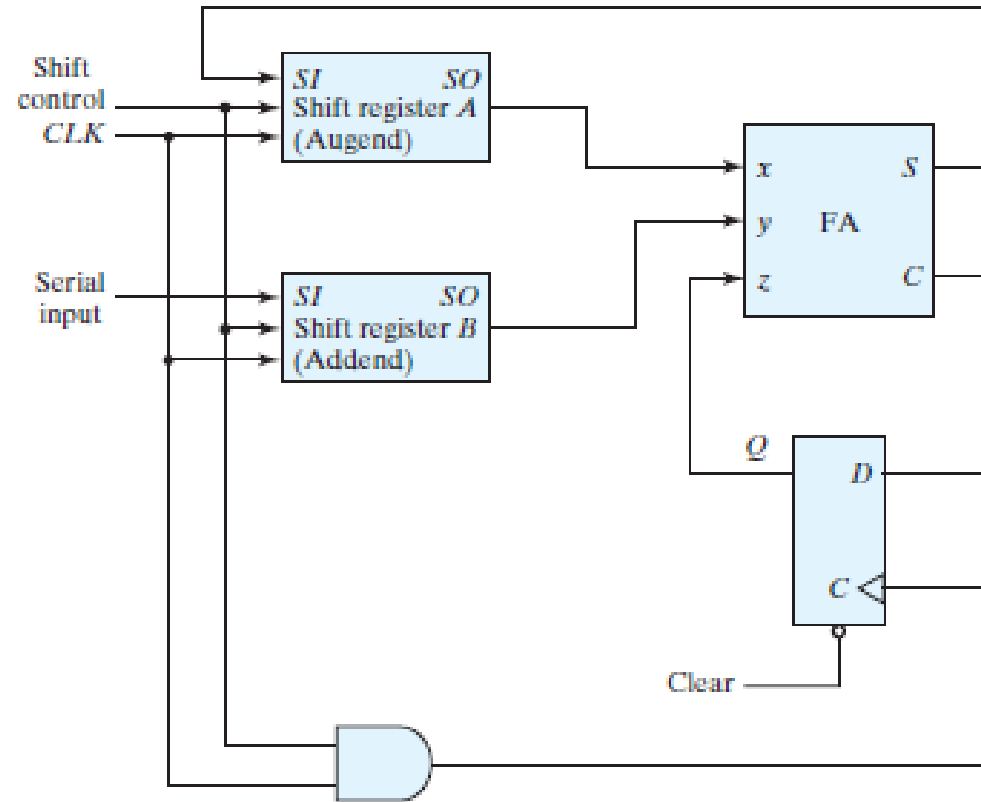 Shift
control
CLK
SI SO
Shift register A
(Augend)
Serial
input
SI SO
Shift register B
(Addend)
x S
y FA
z C
Q
D
C
Clear